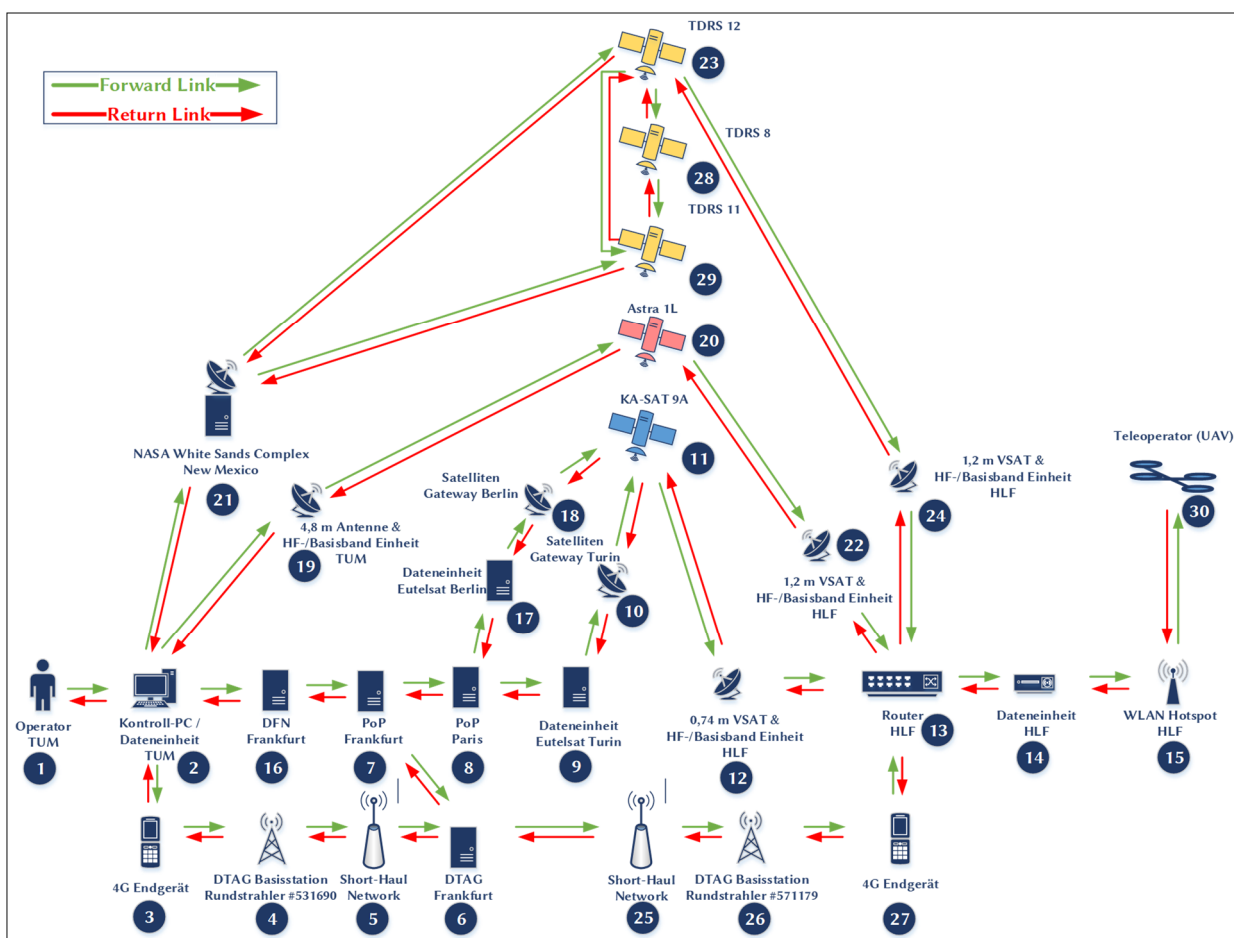 TDRS 12
23
Forward Link
Return Link
TDRS 8
28
TDRS 11
29
Astra 1L
20
KA-SAT 9A
11
NASA White Sands Complex
New Mexico
21
4,8 m Antenne &
HF-/Basisband Einheit
TUM
19
Satelliten
Gateway Berlin
18
Satelliten
Gateway Turin
10
Dateneinheit
Eutelsat Berlin
17
22
1,2 m VSAT &
HF-/Basisband Einheit
HLF
1,2 m VSAT &
HF-/Basisband Einheit
HLF
24
Teleoperator (UAV)
30
Operator
TUM
1
Kontroll-PC /
Dateneinheit
TUM
2
DFN
Frankfurt
16
PoP
Frankfurt
7
PoP
Paris
8
Dateneinheit
Eutelsat Turin
9
0,74 m VSAT &
HF-/Basisband Einheit
HLF
12
Router
HLF
13
Dateneinheit
HLF
14
WLAN Hotspot
HLF
15
4G Endgerät
3
DTAG Basisstation
Rundstrahler #531690
4
Short-Haul
Network
5
DTAG
Frankfurt
6
Short-Haul
Network
25
DTAG Basisstation
Rundstrahler #571179
26
4G Endgerät
27